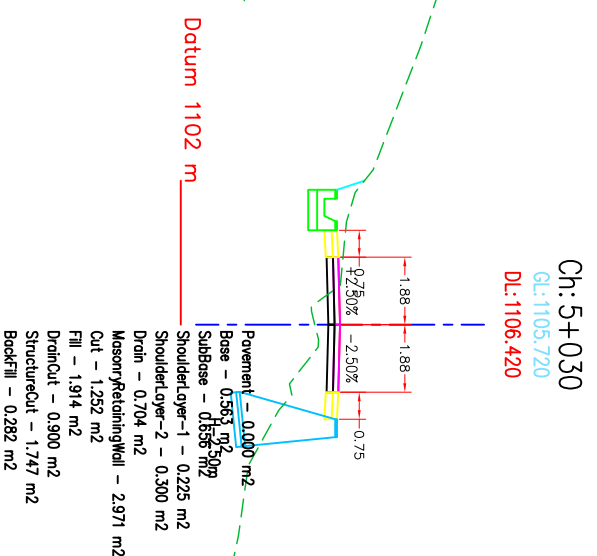 Ch: 5+030
GL:1105.720
DL:1106.420
1.88
1.88
0.75
0.75
+2.50%
-2.50%
Datum 1102 m
H=2.50m
Pavement - 0.000 m2
Base - 0.563 m2
SubBase - 0.656 m2
ShoulderLayer-1 - 0.225 m2
ShoulderLayer-2 - 0.300 m2
Drain - 0.704 m2
MasonryRetainingWall - 2.971 m2
Cut - 1.252 m2
Fill - 1.914 m2
DrainCut - 0.900 m2
StructureCut - 1.747 m2
BackFill - 0.282 m2